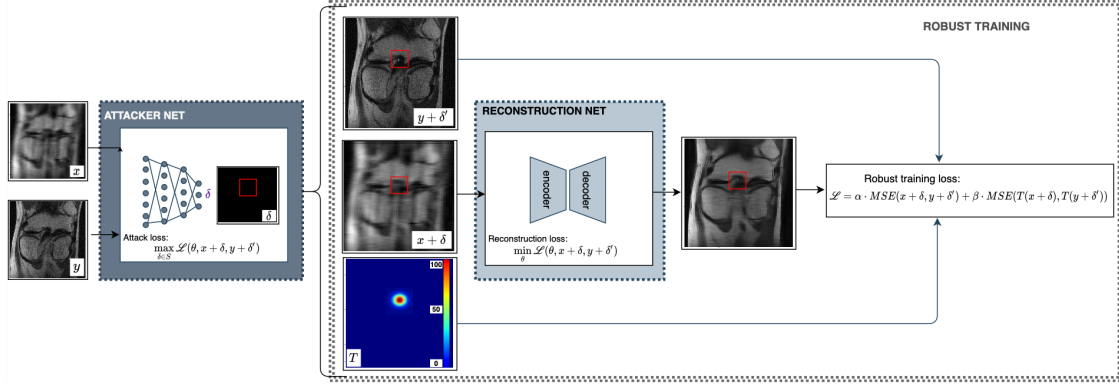 ROBUST TRAINING
ATTACKER NET
x
y
δ
δ
Attack loss:
max ℒ(θ, x + δ, y + δ′)
δ∈S
y + δ′
x + δ
100
50
0
T
RECONSTRUCTION NET
encoder
decoder
Reconstruction loss:
min ℒ(θ, x + δ, y + δ′)
θ
Robust training loss:
ℒ = α · MSE(x + δ, y + δ′) + β · MSE(T(x + δ), T(y + δ′))